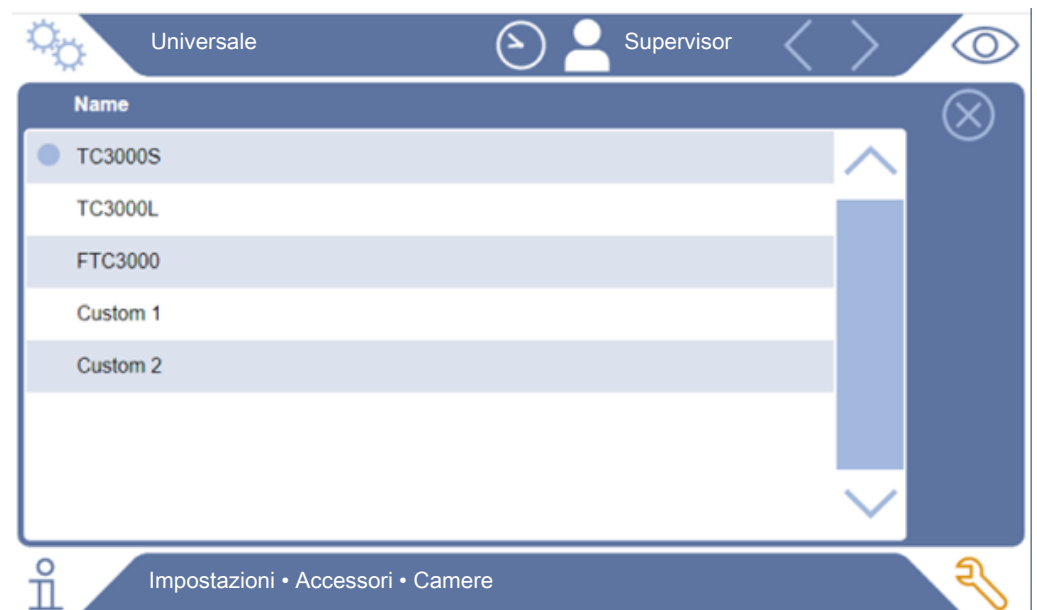 Universale
Supervisor
Name
TC3000S
TC3000L
FTC3000
Custom 1
Custom 2
Impostazioni • Accessori • Camere